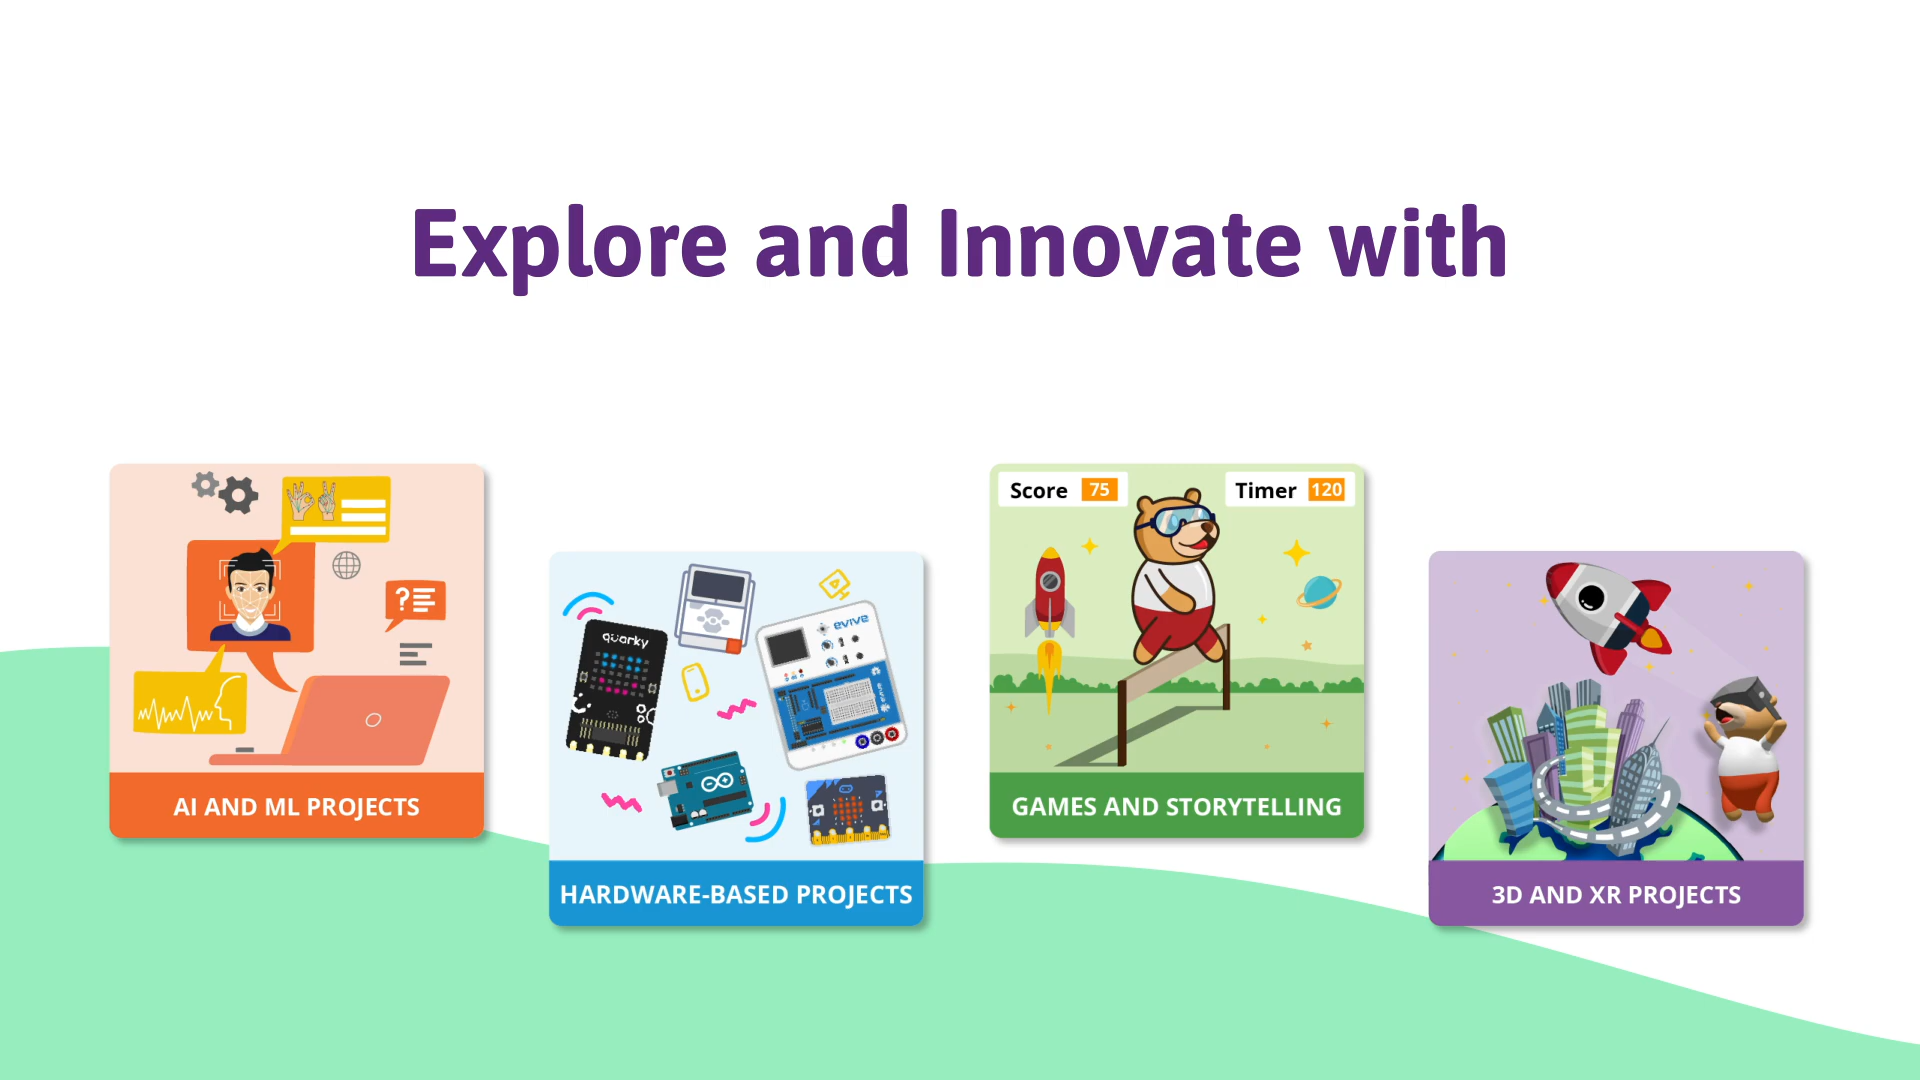 Explore and Innovate with
AI AND ML PROJECTS
quarky
evive
HARDWARE-BASED PROJECTS
Score 75
Timer 120
GAMES AND STORYTELLING
3D AND XR PROJECTS